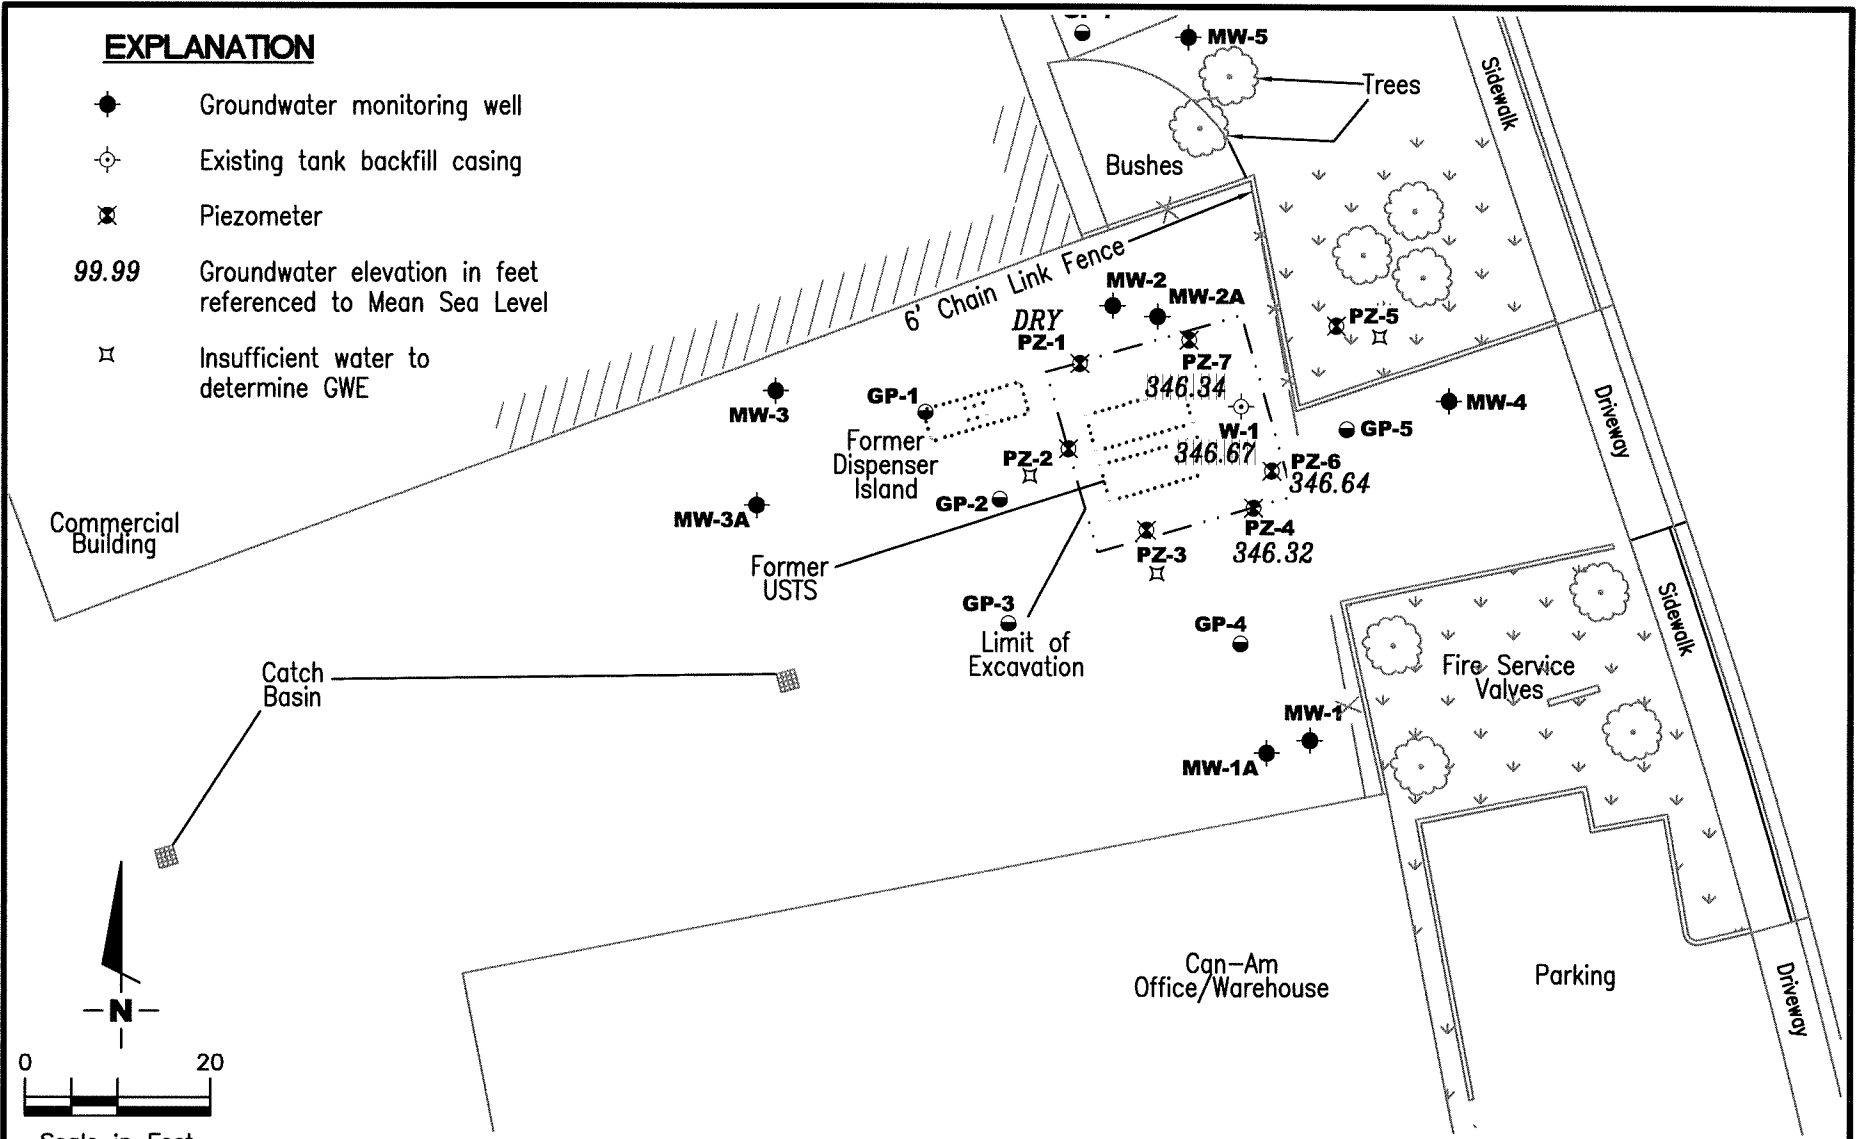 EXPLANATION
Groundwater monitoring well
Existing tank backfill casing
Piezometer
99.99 Groundwater elevation in feet
referenced to Mean Sea Level
Insufficient water to
determine GWE
MW-5
Trees
Bushes
Sidewalk
6' Chain Link Fence
MW-2
MW-2A
DRY
PZ-1
PZ-7
346.34
PZ-5
MW-3
GP-1
Former
Dispenser
Island
W-1
346.67
MW-4
GP-5
Driveway
PZ-2
PZ-6
346.64
GP-2
MW-3A
Commercial
Building
PZ-3
PZ-4
346.32
Former
USTS
GP-3
Limit of
Excavation
GP-4
Sidewalk
Fire Service
Valves
Catch
Basin
MW-1
MW-1A
Can-Am
Office/Warehouse
Parking
Driveway
N
0 20